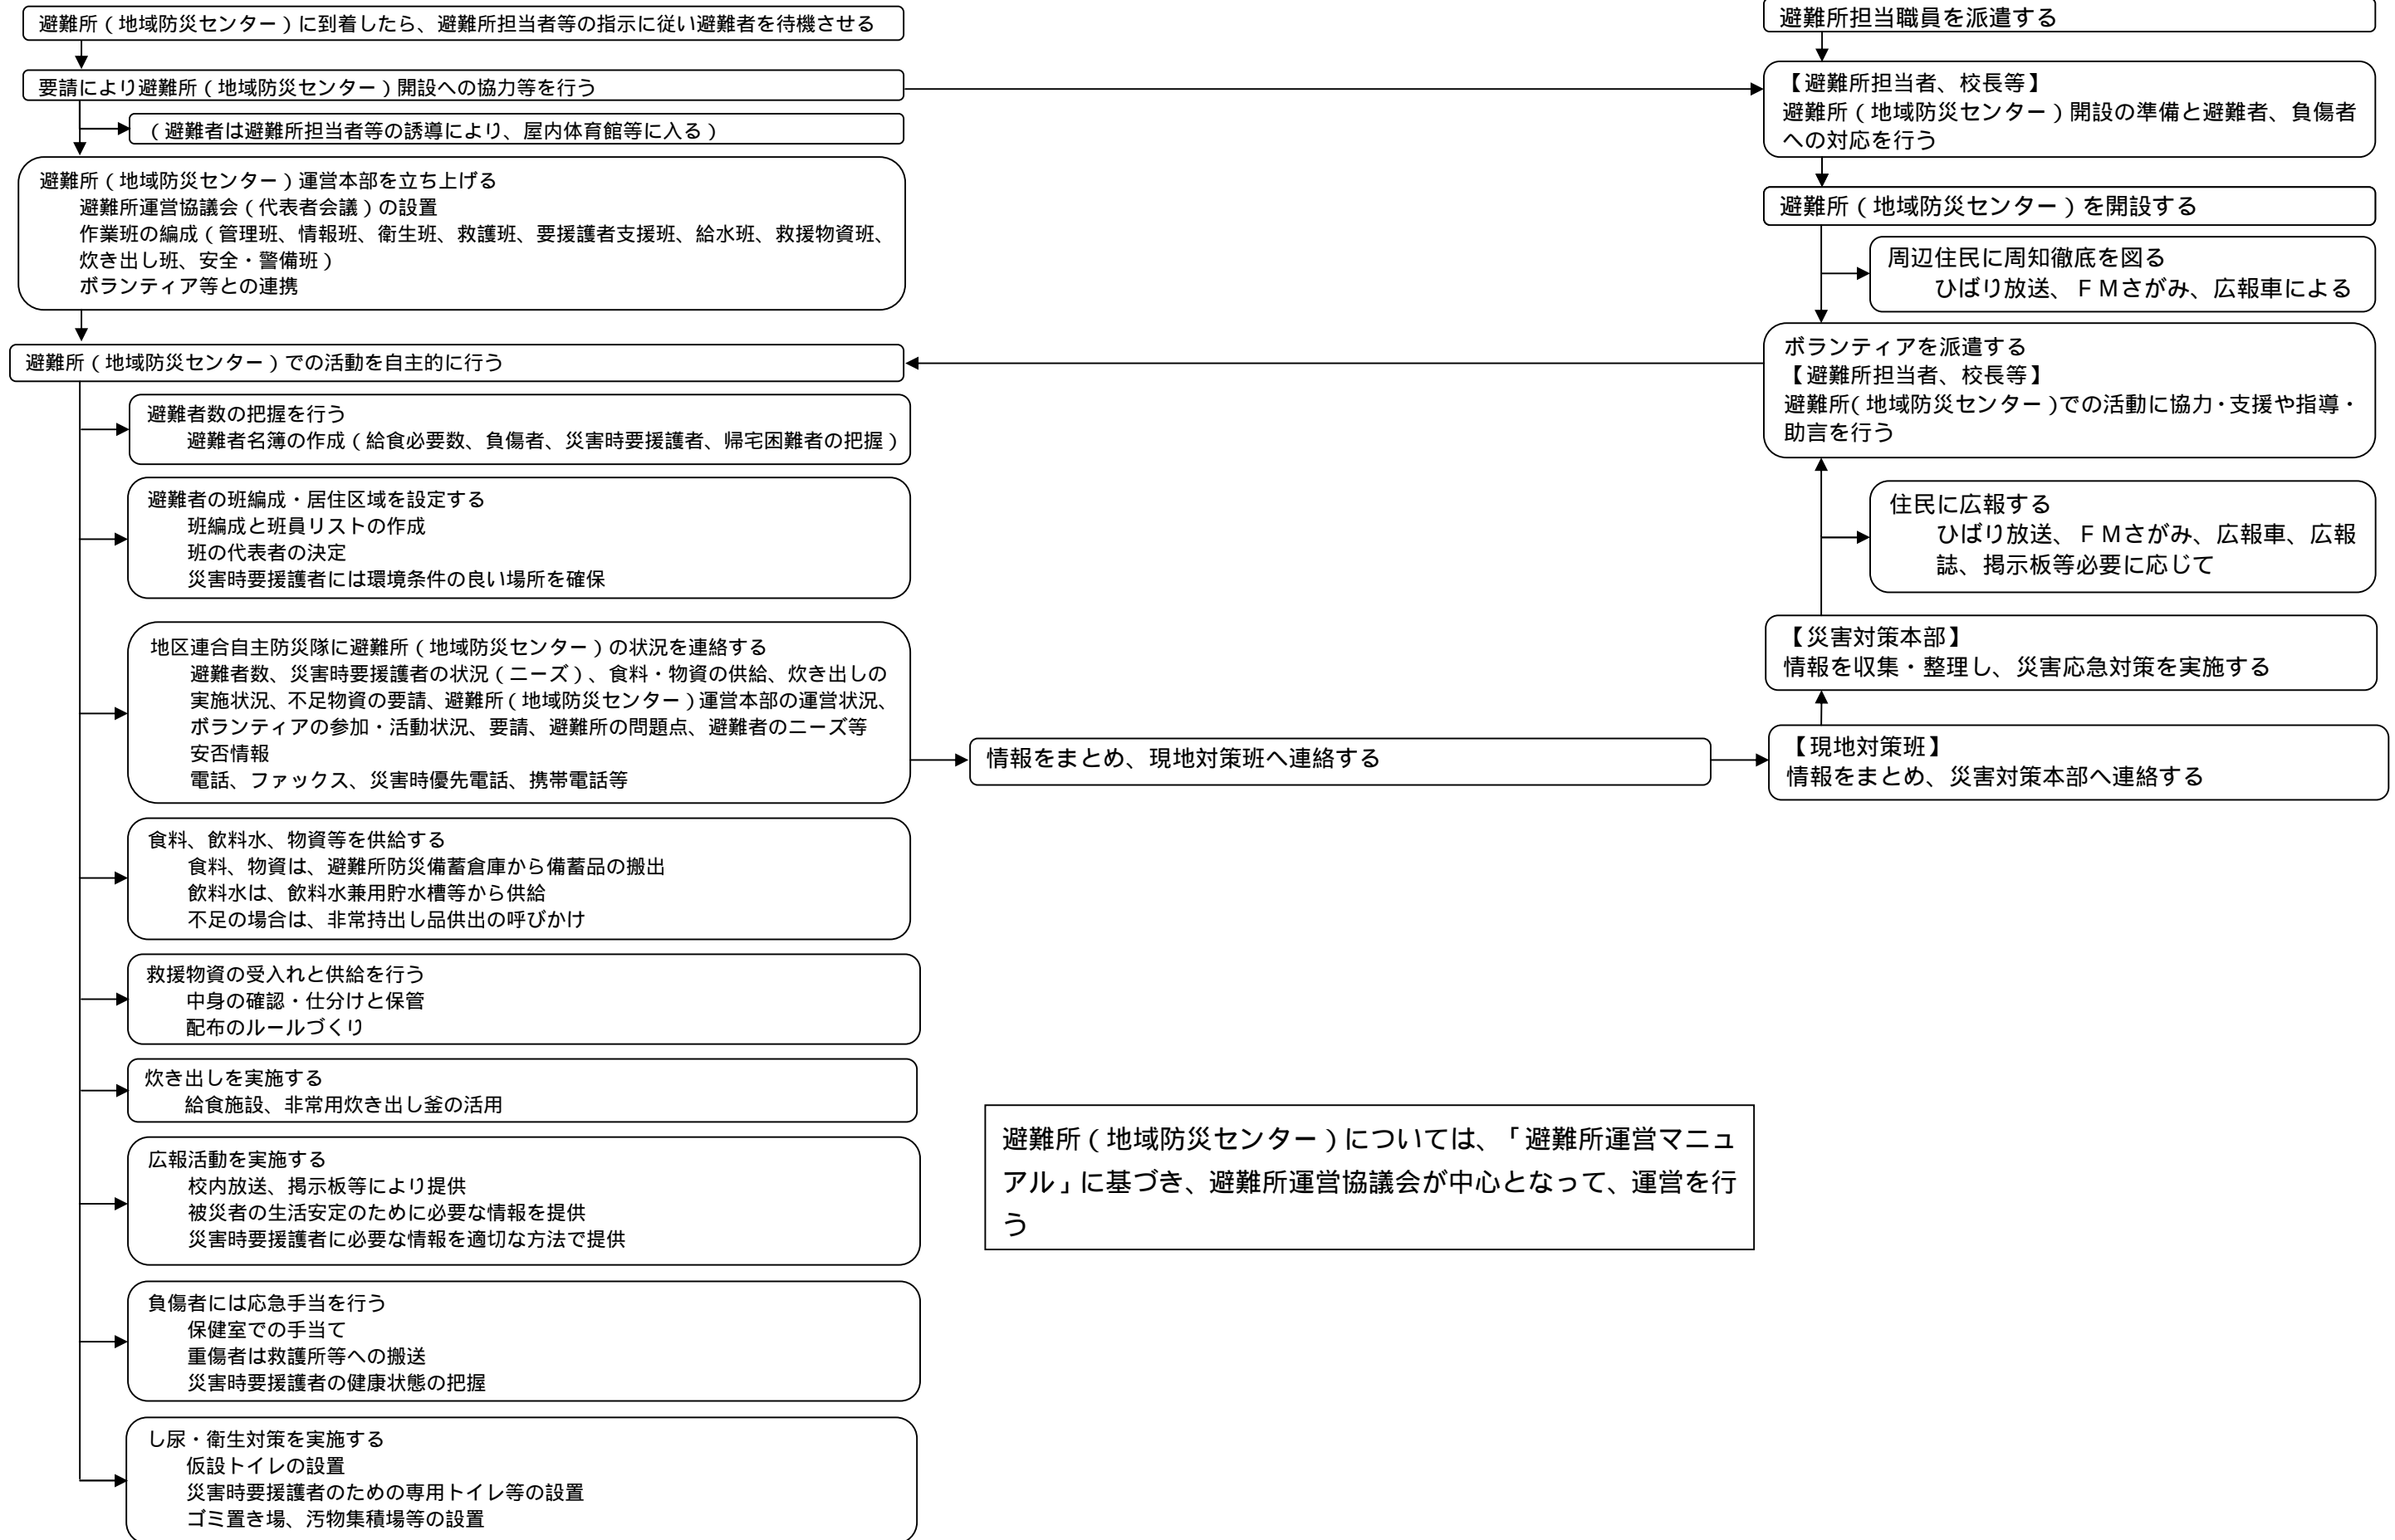 避難所(地域防災センター)に到着したら、避難所担当者等の指示に従い避難者を待機させる
要請により避難所(地域防災センター)開設への協力等を行う
(避難者は避難所担当者等の誘導により、屋内体育館等に入る)
避難所(地域防災センター)運営本部を立ち上げる
避難所運営協議会(代表者会議)の設置
作業班の編成(管理班、情報班、衛生班、救護班、要援護者支援班、給水班、救援物資班、
炊き出し班、安全・警備班)
ボランティア等との連携
避難所(地域防災センター)での活動を自主的に行う
避難者数の把握を行う
避難者名簿の作成(給食必要数、負傷者、災害時要援護者、帰宅困難者の把握)
避難者の班編成・居住区域を設定する
班編成と班員リストの作成
班の代表者の決定
災害時要援護者には環境条件の良い場所を確保
地区連合自主防災隊に避難所(地域防災センター)の状況を連絡する
避難者数、災害時要援護者の状況(ニーズ)、食料・物資の供給、炊き出しの
実施状況、不足物資の要請、避難所(地域防災センター)運営本部の運営状況、
ボランティアの参加・活動状況、要請、避難所の問題点、避難者のニーズ等
安否情報
電話、ファックス、災害時優先電話、携帯電話等
食料、飲料水、物資等を供給する
食料、物資は、避難所防災備蓄倉庫から備蓄品の搬出
飲料水は、飲料水兼用貯水槽等から供給
不足の場合は、非常持出し品供出の呼びかけ
救援物資の受入れと供給を行う
中身の確認・仕分けと保管
配布のルールづくり
炊き出しを実施する
給食施設、非常用炊き出し釜の活用
広報活動を実施する
校内放送、掲示板等により提供
被災者の生活安定のために必要な情報を提供
災害時要援護者に必要な情報を適切な方法で提供
負傷者には応急手当を行う
保健室での手当て
重傷者は救護所等への搬送
災害時要援護者の健康状態の把握
し尿・衛生対策を実施する
仮設トイレの設置
災害時要援護者のための専用トイレ等の設置
ゴミ置き場、汚物集積場等の設置
情報をまとめ、現地対策班へ連絡する
避難所(地域防災センター)については、「避難所運営マニュ
アル」に基づき、避難所運営協議会が中心となって、運営を行
う
避難所担当職員を派遣する
【避難所担当者、校長等】
避難所(地域防災センター)開設の準備と避難者、負傷者
への対応を行う
避難所(地域防災センター)を開設する
周辺住民に周知徹底を図る
ひばり放送、FMさがみ、広報車による
ボランティアを派遣する
【避難所担当者、校長等】
避難所(地域防災センター)での活動に協力・支援や指導・
助言を行う
住民に広報する
ひばり放送、FMさがみ、広報車、広報
誌、掲示板等必要に応じて
【災害対策本部】
情報を収集・整理し、災害応急対策を実施する
【現地対策班】
情報をまとめ、災害対策本部へ連絡する